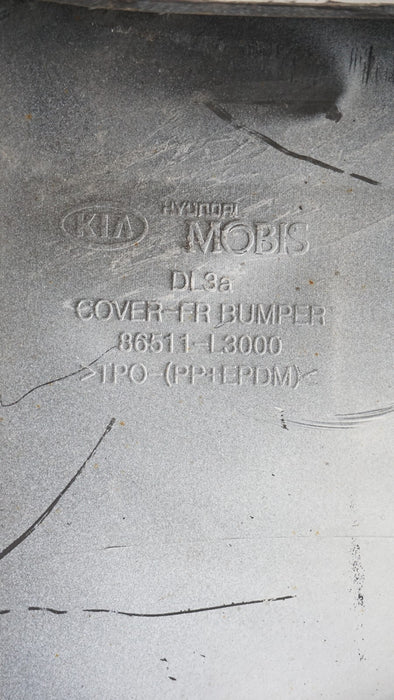 KIA HYUNDAI MOBIS
DL3a
COVER-FR BUMPER
86511-L3000
>TPO-(PP+EPDM)<